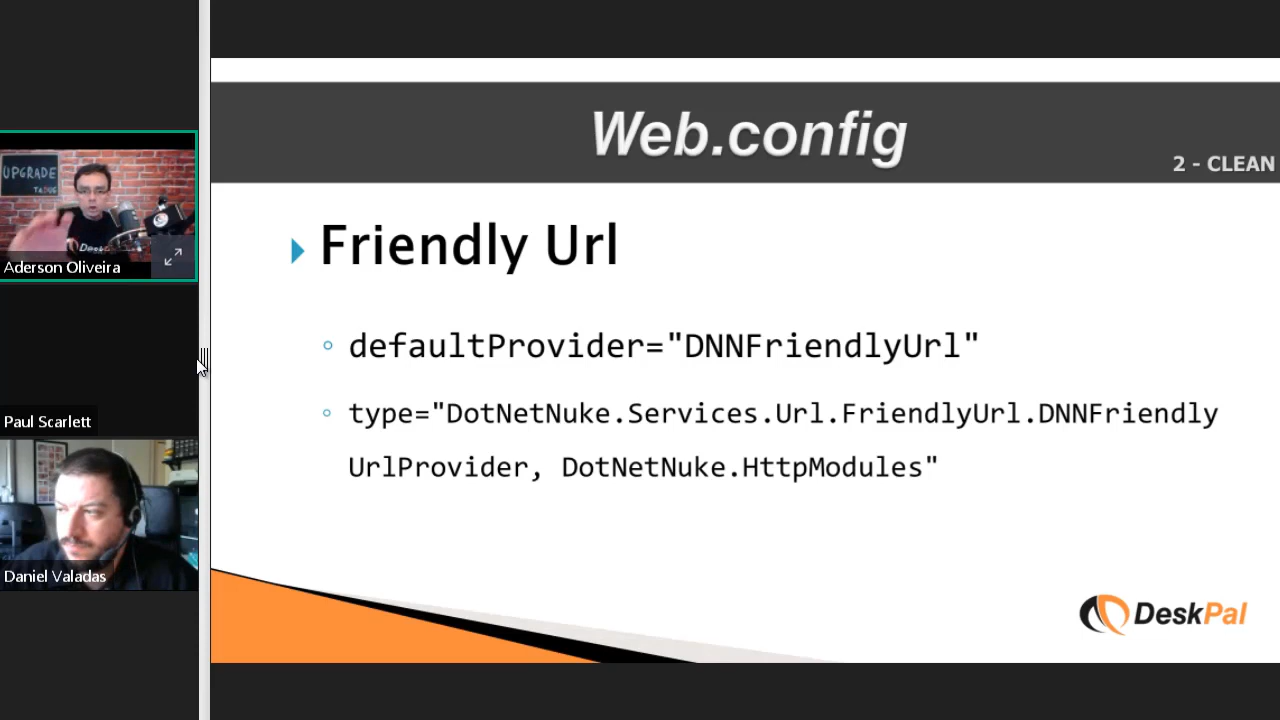 Web.config
2 - CLEAN
UPGRADE
Aderson Oliveira
Paul Scarlett
Daniel Valadas
Friendly Url
defaultProvider="DNNFriendlyUrl"
type="DotNetNuke.Services.Url.FriendlyUrl.DNNFriendly
UrlProvider, DotNetNuke.HttpModules"
DeskPal